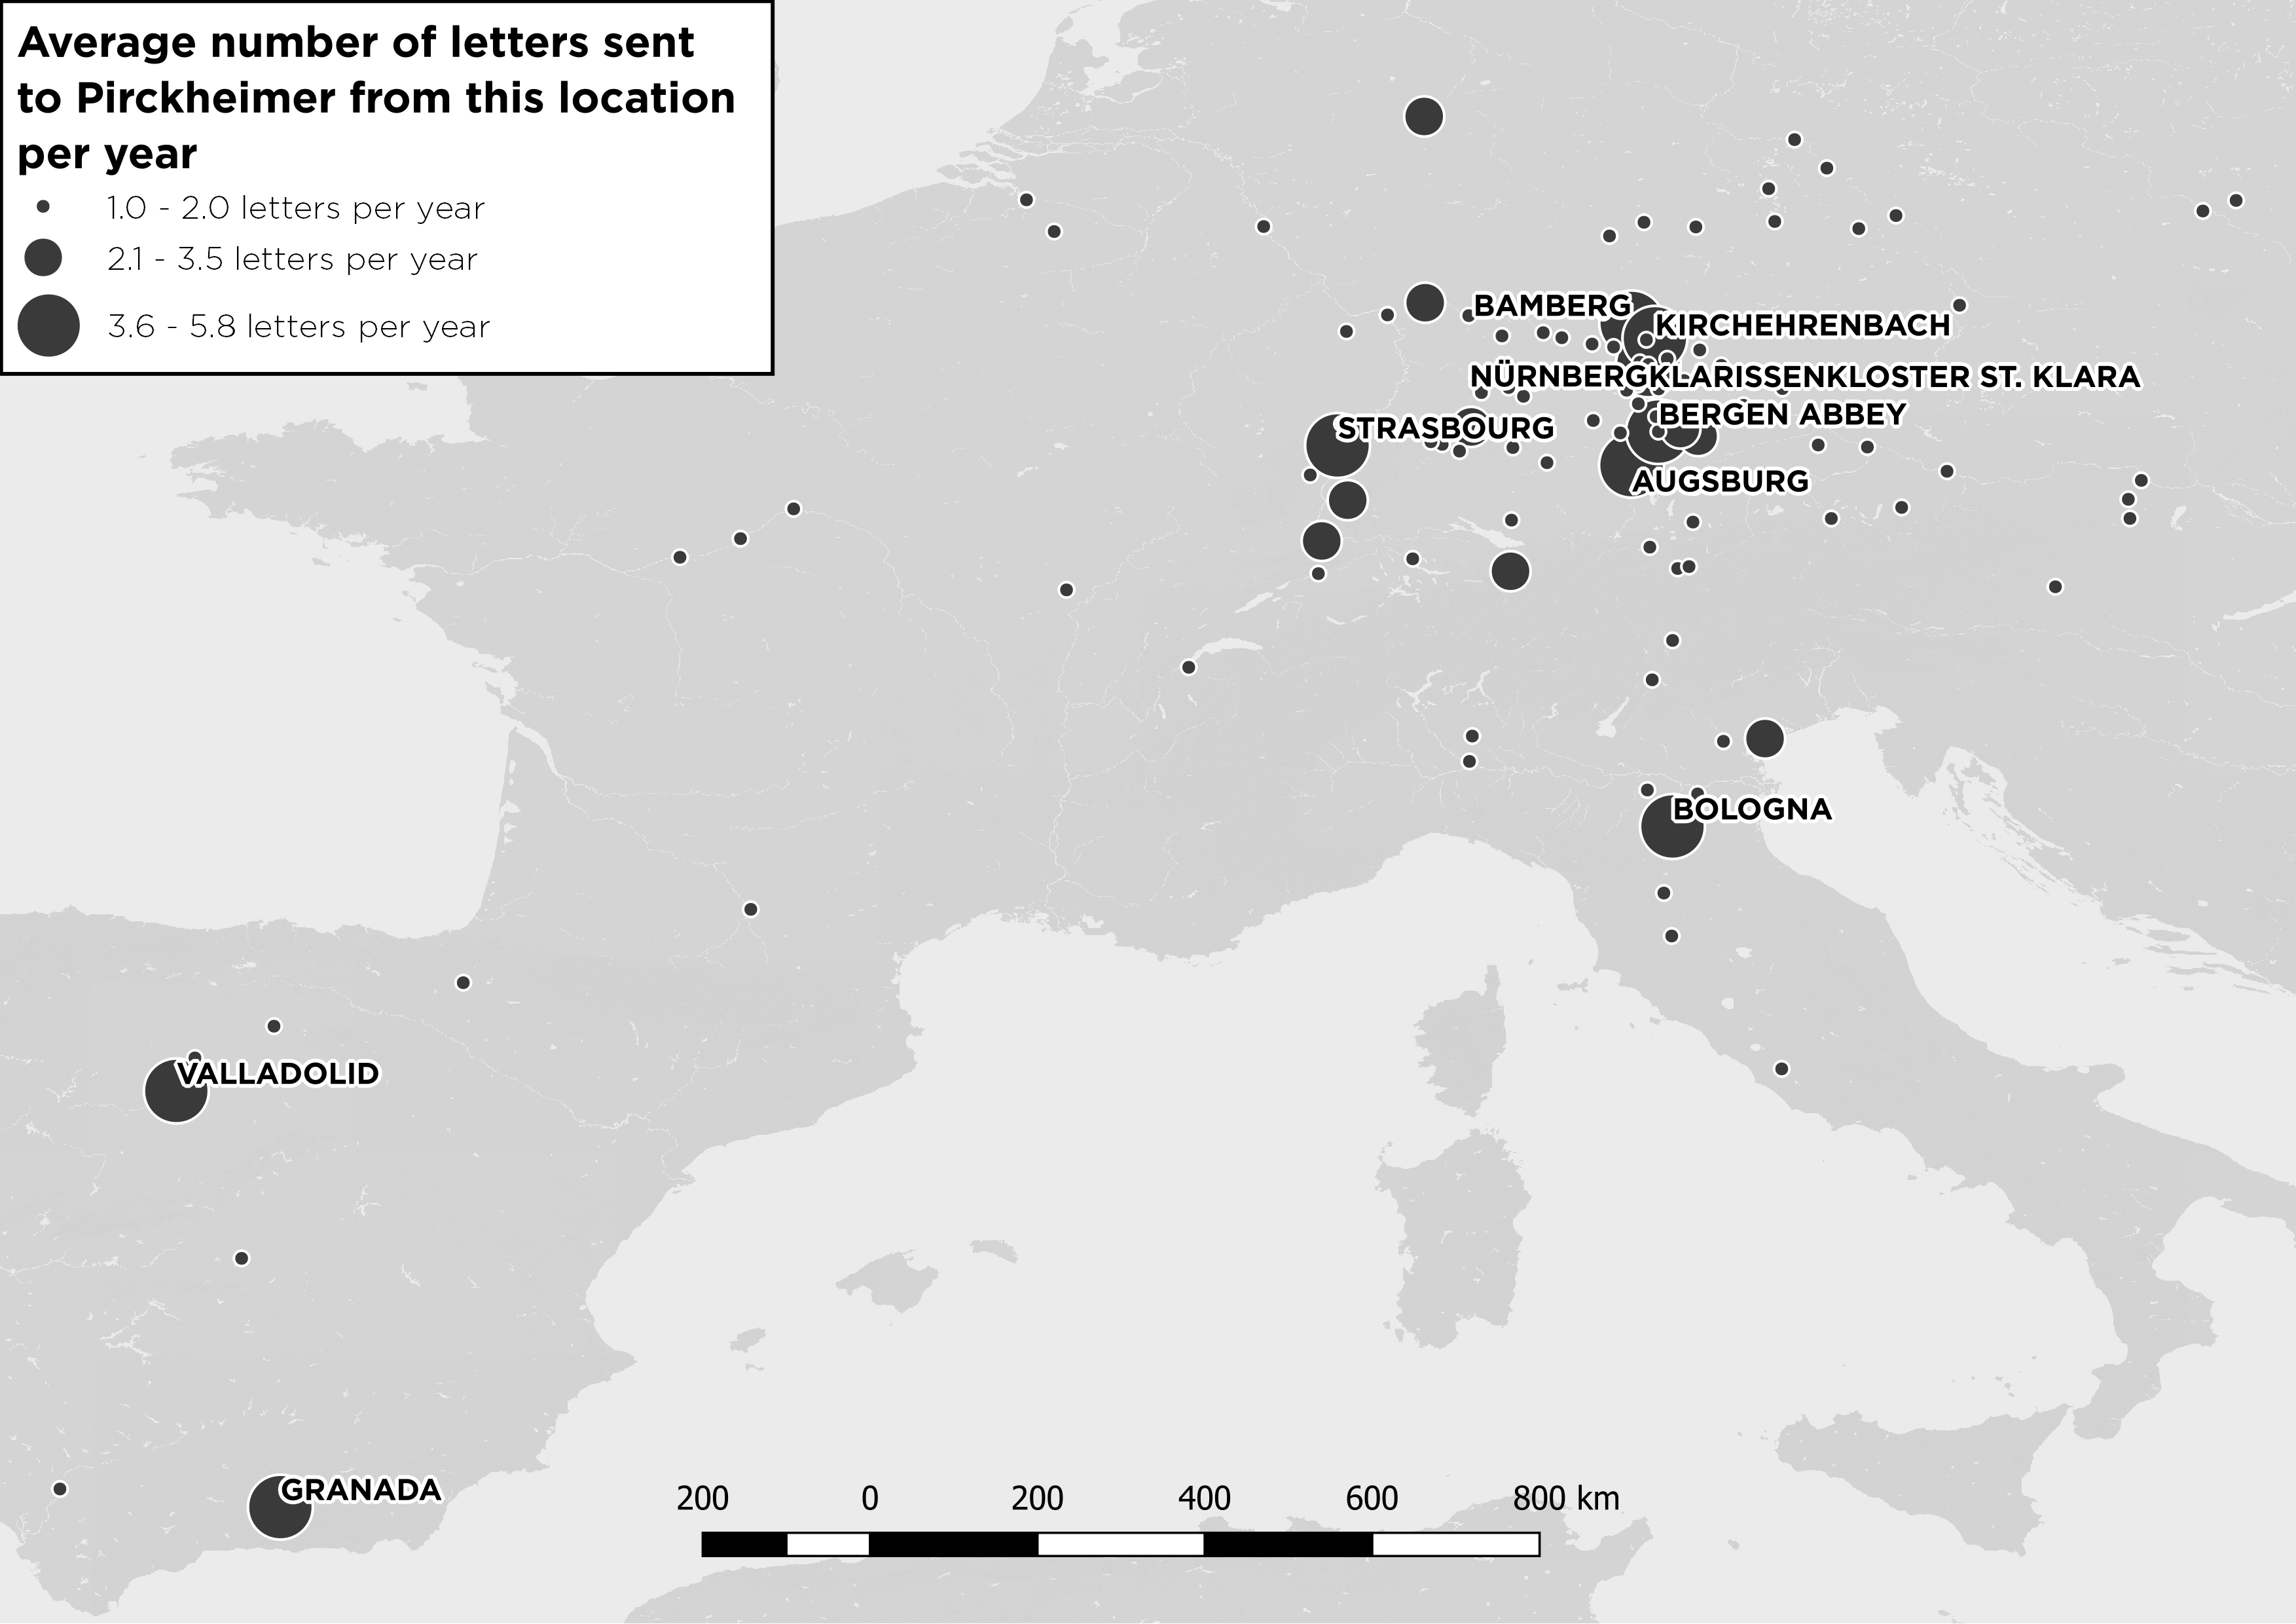 Average number of letters sent
to Pirckheimer from this location
per year
1.0 - 2.0 letters per year
2.1 - 3.5 letters per year
3.6 - 5.8 letters per year
BAMBERG
KIRCHEHRENBACH
NÜRNBERG KLARISSENKLOSTER ST. KLARA
BERGEN ABBEY
STRASBOURG
AUGSBURG
BOLOGNA
VALLADOLID
GRANADA
200 0 200 400 600 800 km